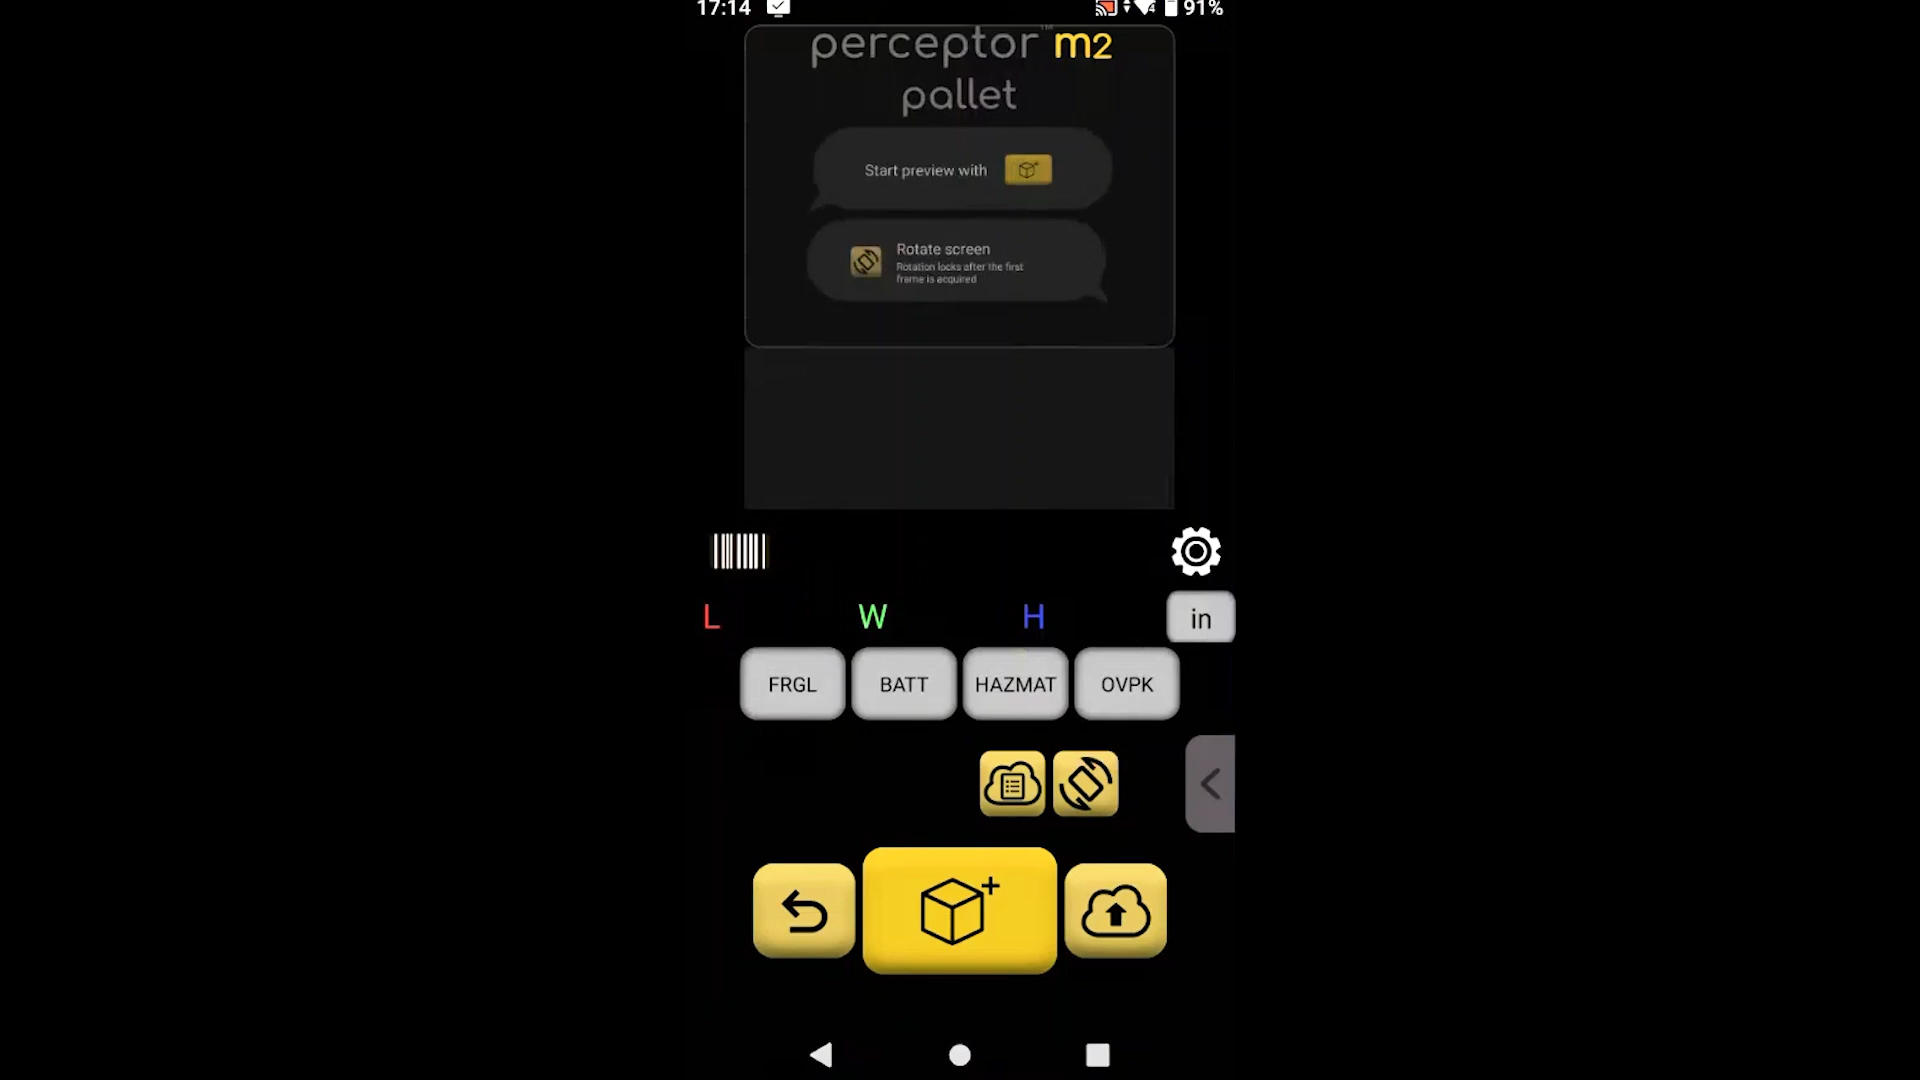 17:14
91%
perceptor™ m2
pallet
Start preview with
Rotate screen
Rotation locks after the first
frame is acquired
L W H in
FRGL BATT HAZMAT OVPK